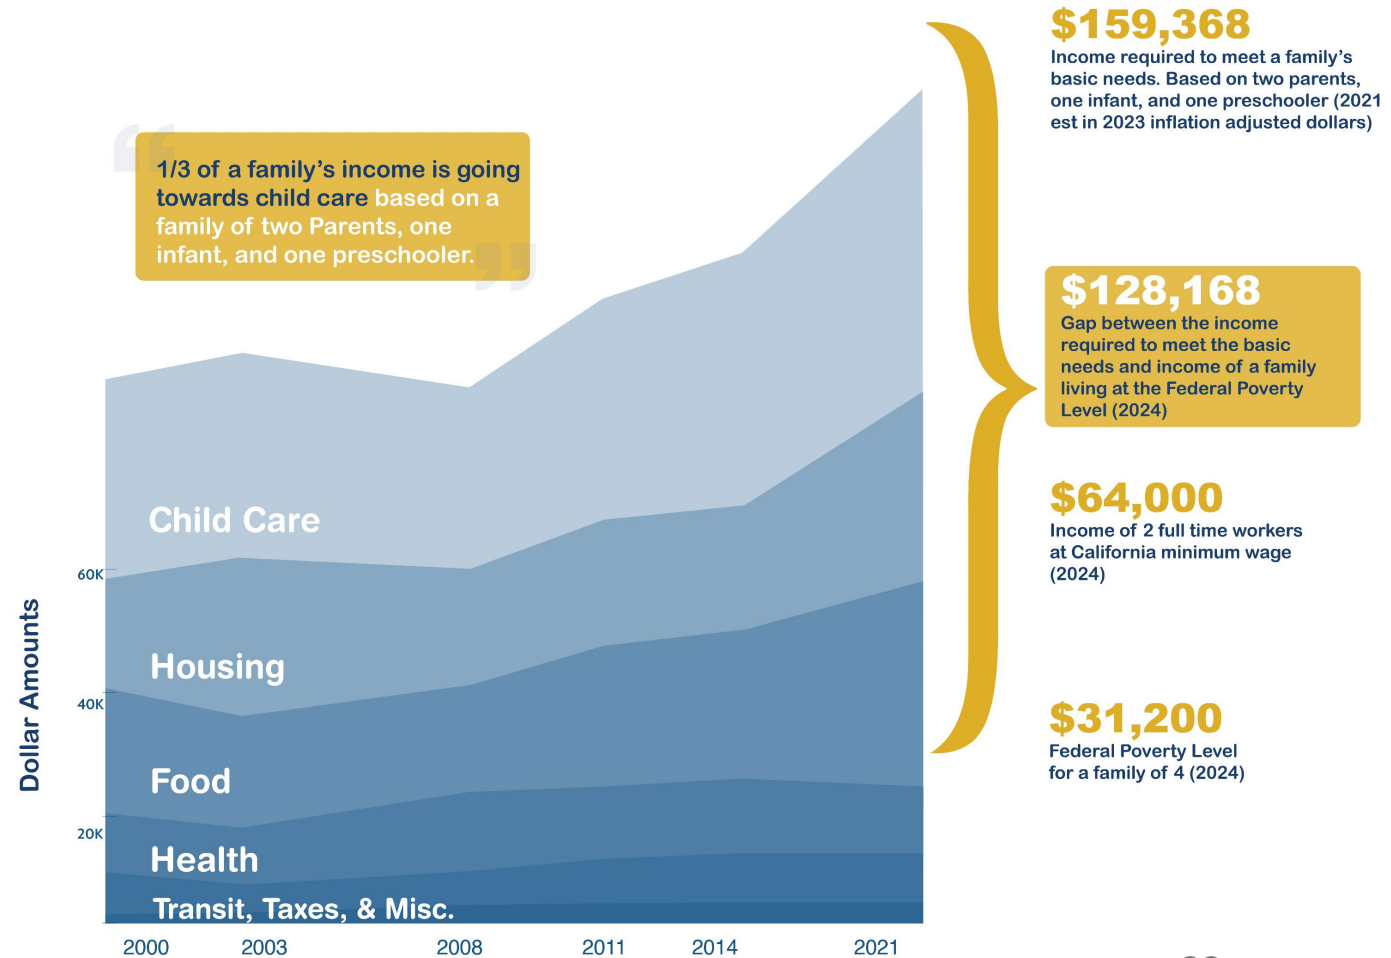 $159,368
Income required to meet a family's
basic needs. Based on two parents,
one infant, and one preschooler (2021
est in 2023 inflation adjusted dollars)
“
1/3 of a family's income is going
towards child care based on a
family of two Parents, one
infant, and one preschooler.
”
$128,168
Gap between the income
required to meet the basic
needs and income of a family
living at the Federal Poverty
Level (2024)
$64,000
Income of 2 full time workers
at California minimum wage
(2024)
$31,200
Federal Poverty Level
for a family of 4 (2024)
Child Care
Housing
Food
Health
Transit, Taxes, & Misc.
Dollar Amounts
60K
40K
20K
2000 2003 2008 2011 2014 2021